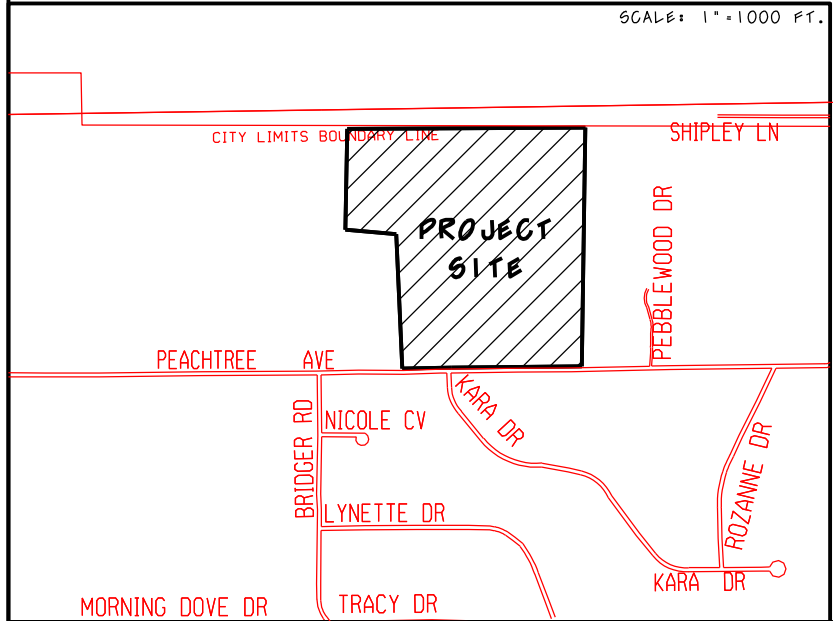 SCALE: 1"=1000 FT.
CITY LIMITS BOUNDARY LINE
SHIPLEY LN
PROJECT
SITE
PEBBLEWOOD DR
PEACHTREE AVE
KARA DR
BRIDGER RD
NICOLE CV
ROZANNE DR
LYNETTE DR
KARA DR
MORNING DOVE DR
TRACY DR